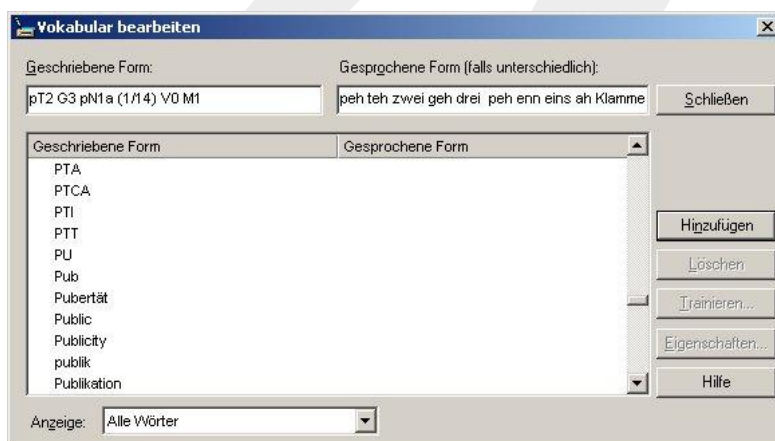 Vokabular bearbeiten
Geschriebene Form:
Gesprochene Form (falls unterschiedlich):
pT2 G3 pN1a (1/14) V0 M1
peh teh zwei geh drei peh enn eins ah Klamme
Schließen
Geschriebene Form
Gesprochene Form
PTA
PTCA
PTI
PTT
PU
Pub
Pubertät
Public
Publicity
publik
Publikation
Hinzufügen
Löschen
Trainieren...
Eigenschaften...
Hilfe
Anzeige:
Alle Wörter